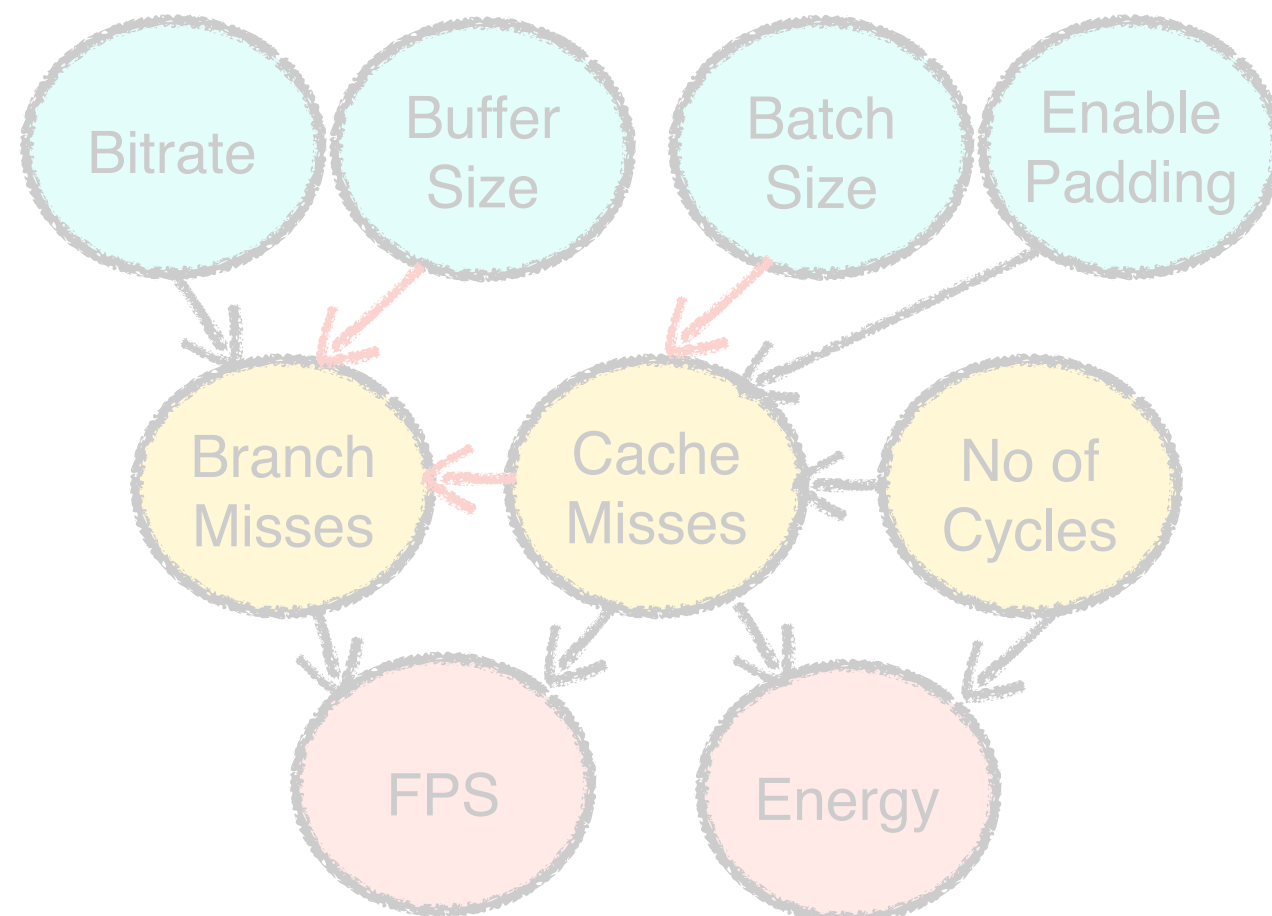 Bitrate
Buffer
Size
Batch
Size
Enable
Padding
Branch
Misses
Cache
Misses
No of
Cycles
FPS
Energy